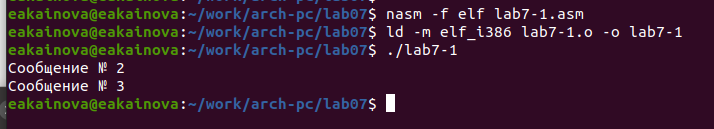 eakainova@eakainova:~/work/arch-pc/lab07$ nasm -f elf lab7-1.asm
eakainova@eakainova:~/work/arch-pc/lab07$ ld -m elf_i386 lab7-1.o -o lab7-1
eakainova@eakainova:~/work/arch-pc/lab07$ ./lab7-1
Сообщение № 2
Сообщение № 3
eakainova@eakainova:~/work/arch-pc/lab07$